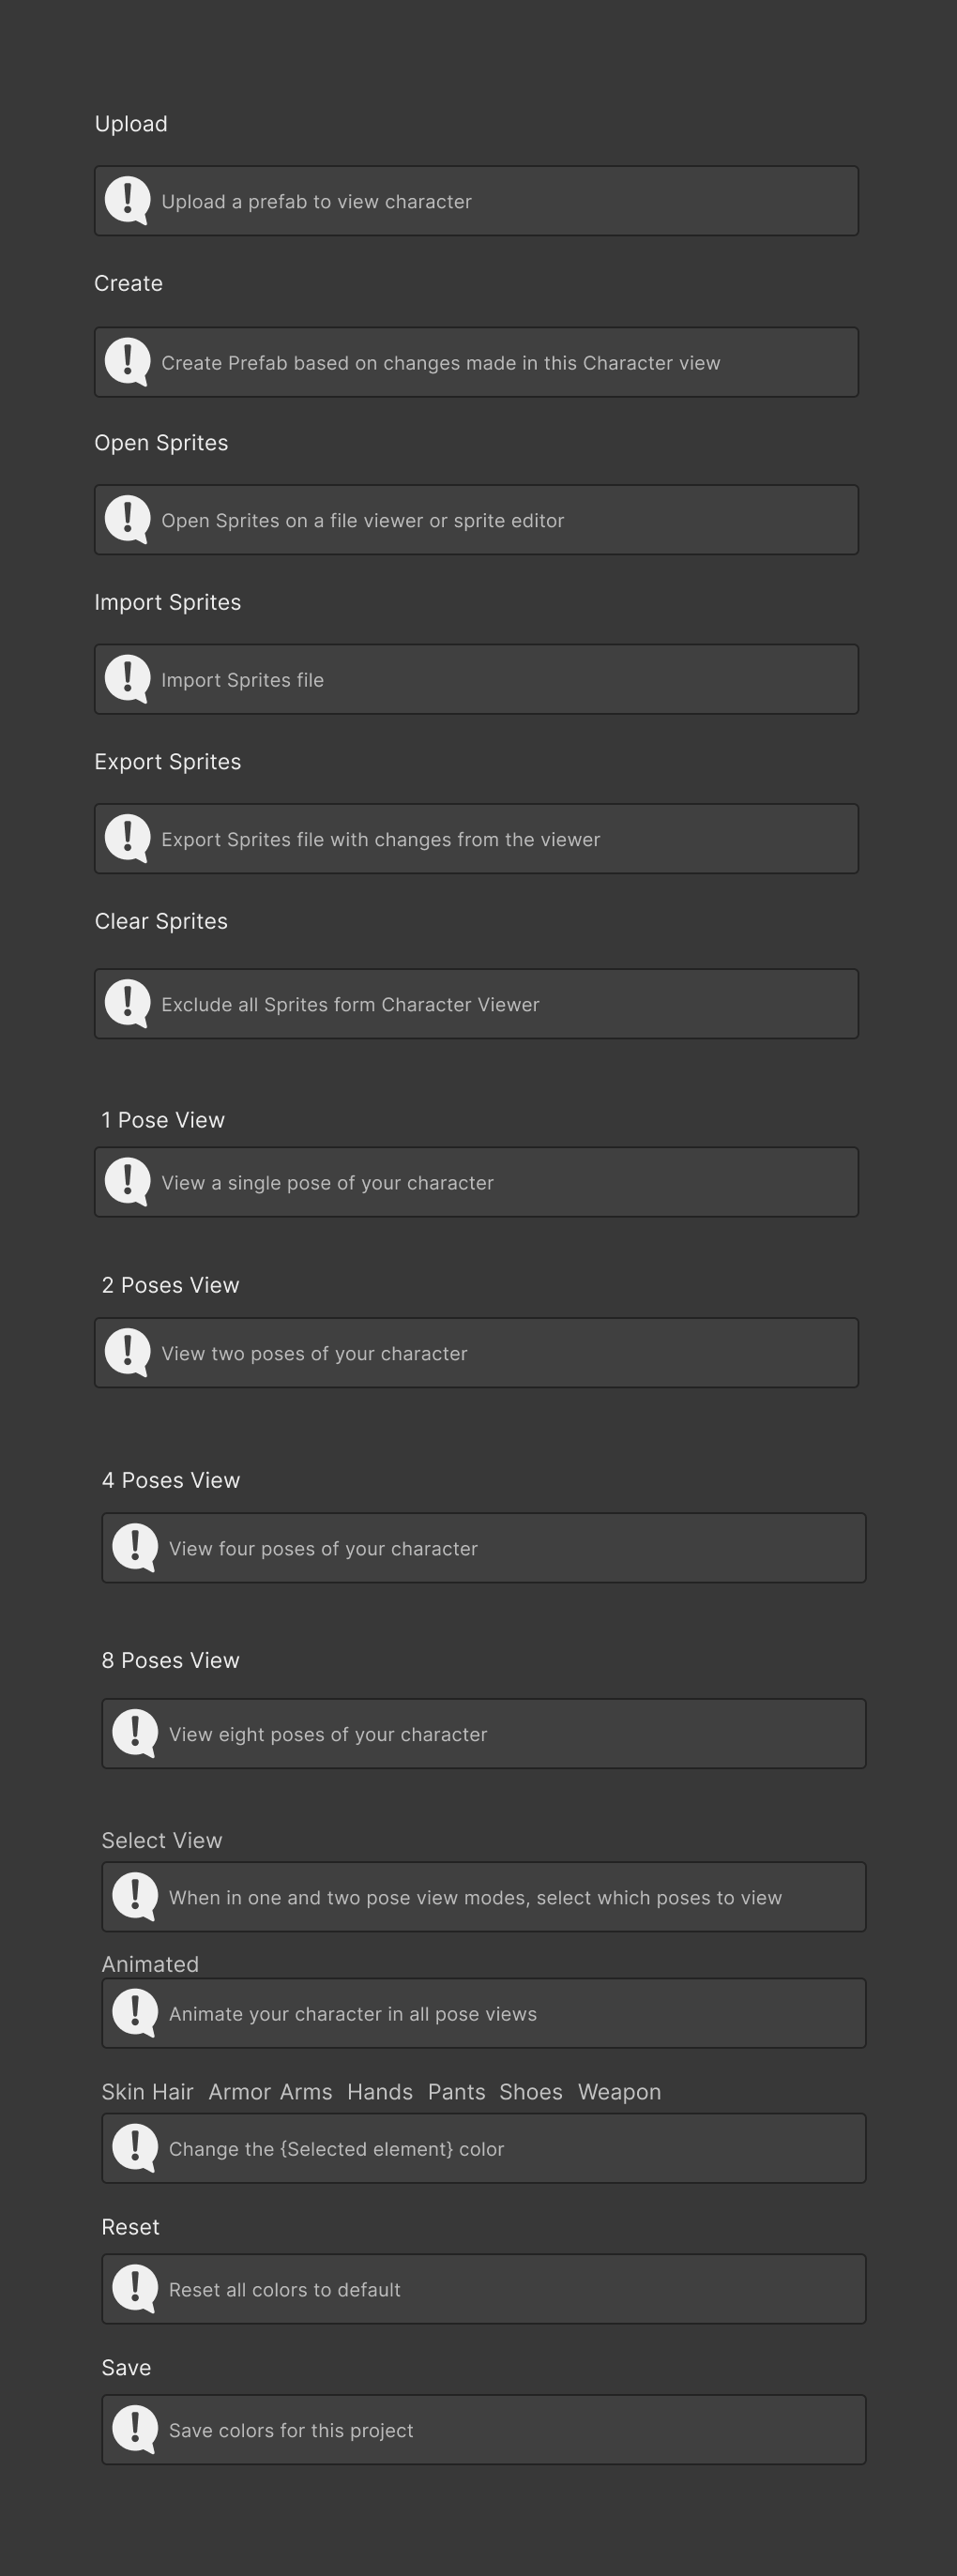 Upload
Upload a prefab to view character
Create
Create Prefab based on changes made in this Character view
Open Sprites
Open Sprites on a file viewer or sprite editor
Import Sprites
Import Sprites file
Export Sprites
Export Sprites file with changes from the viewer
Clear Sprites
Exclude all Sprites form Character Viewer
1 Pose View
View a single pose of your character
2 Poses View
View two poses of your character
4 Poses View
View four poses of your character
8 Poses View
View eight poses of your character
Select View
When in one and two pose view modes, select which poses to view
Animated
Animate your character in all pose views
Skin Hair Armor Arms Hands Pants Shoes Weapon
Change the {Selected element} color
Reset
Reset all colors to default
Save
Save colors for this project